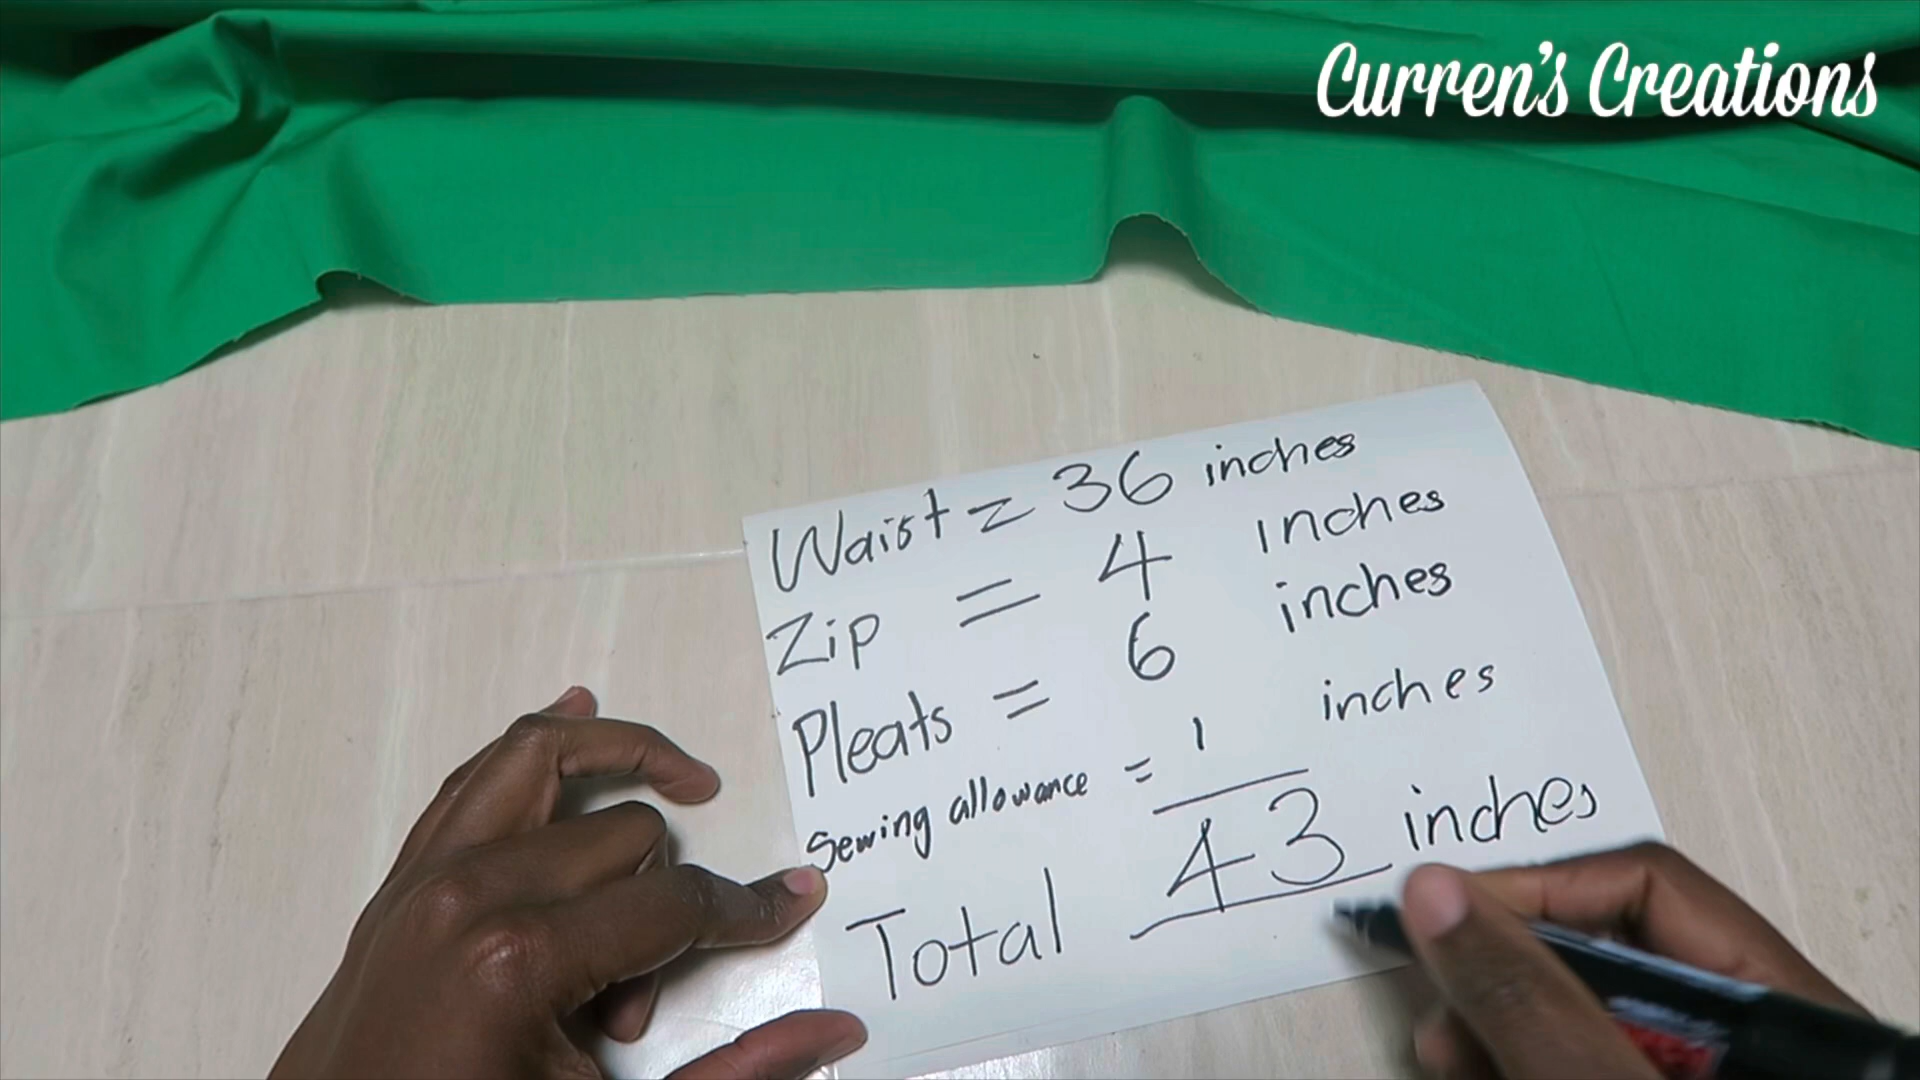 Curren's Creations
Waist = 36 inches
Zip = 4 inches
Pleats = 6 inches
Sewing allowance = 1 inches
43 inches
Total